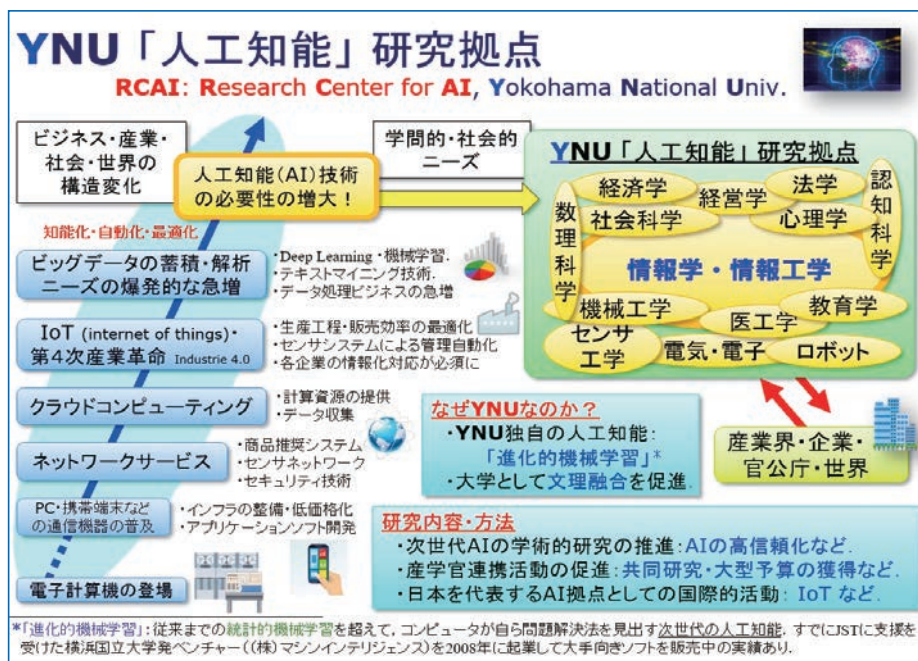 YNU「人工知能」研究拠点
RCAI: Research Center for AI, Yokohama National Univ.
ビジネス・産業・
社会・世界の
構造変化
人工知能(AI)技術
の必要性の増大！
学問的・社会的
ニーズ
知能化・自動化・最適化
ビッグデータの蓄積・解析
ニーズの爆発的な急増
・Deep Learning・機械学習.
・テキストマイニング技術.
・データ処理ビジネスの急増
IoT (internet of things)・
第4次産業革命 Industrie 4.0
・生産工程・販売効率の最適化
・センサシステムによる管理自動化
・各企業の情報化対応が必須に
クラウドコンピューティング
・計算資源の提供
・データ収集
ネットワークサービス
・商品推奨システム
・センサネットワーク
・セキュリティ技術
PC・携帯端末など
の通信機器の普及
・インフラの整備・低価格化
・アプリケーションソフト開発
電子計算機の登場
YNU「人工知能」研究拠点
数理科学
経済学
経営学
法学
認知科学
社会科学
心理学
情報学・情報工学
機械工学
医工学
教育学
センサ
工学
電気・電子
ロボット
産業界・企業・
官公庁・世界
なぜYNUなのか？
・YNU独自の人工知能：
「進化的機械学習」*
・大学として文理融合を促進.
研究内容・方法
・次世代AIの学術的研究の推進：AIの高信頼化など.
・産学官連携活動の促進：共同研究・大型予算の獲得など.
・日本を代表するAI拠点としての国際的活動： IoT など.
*「進化的機械学習」：従来までの統計的機械学習を超えて，コンピュータが自ら問題解決法を見出す次世代の人工知能. すでにJSTに支援を
受けた横浜国立大学発ベンチャー((株)マシンインテリジェンス)を2008年に起業して大手向きソフトを販売中の実績あり.